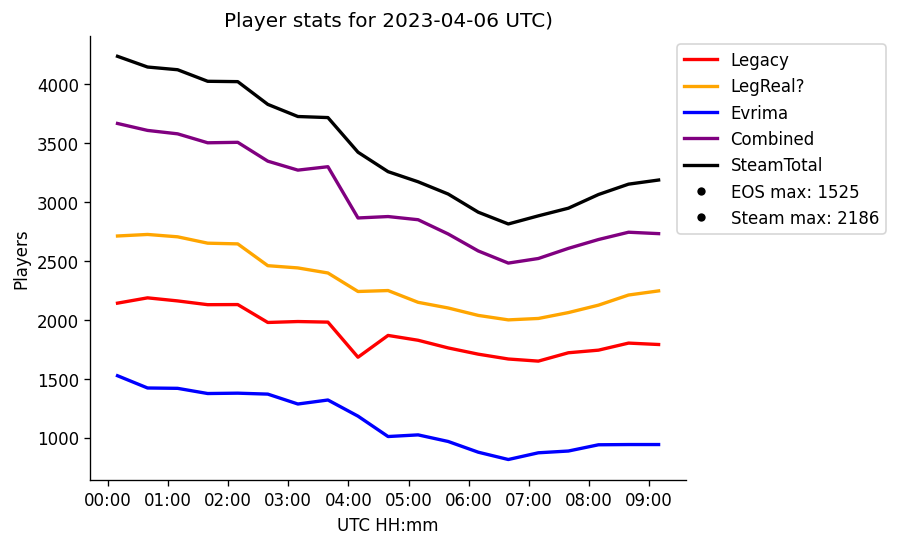 Player stats for 2023-04-06 UTC)
Legacy
LegReal?
Evrima
Combined
SteamTotal
EOS max: 1525
Steam max: 2186
Players
4000
3500
3000
2500
2000
1500
1000
00:00 01:00 02:00 03:00 04:00 05:00 06:00 07:00 08:00 09:00
UTC HH:mm